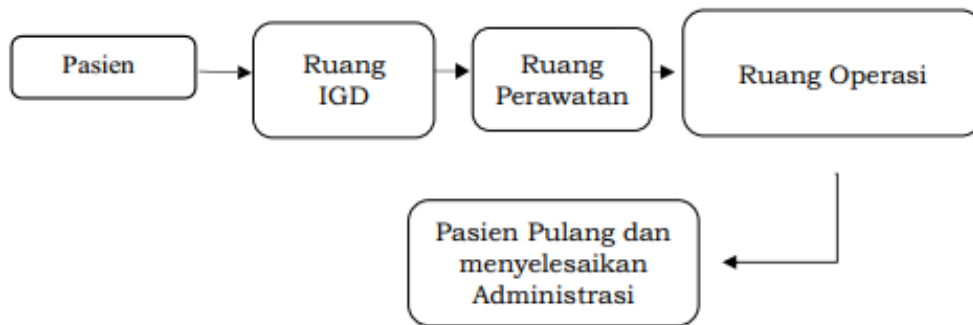 Pasien
Ruang
IGD
Ruang
Perawatan
Ruang Operasi
Pasien Pulang dan
menyelesaikan
Administrasi